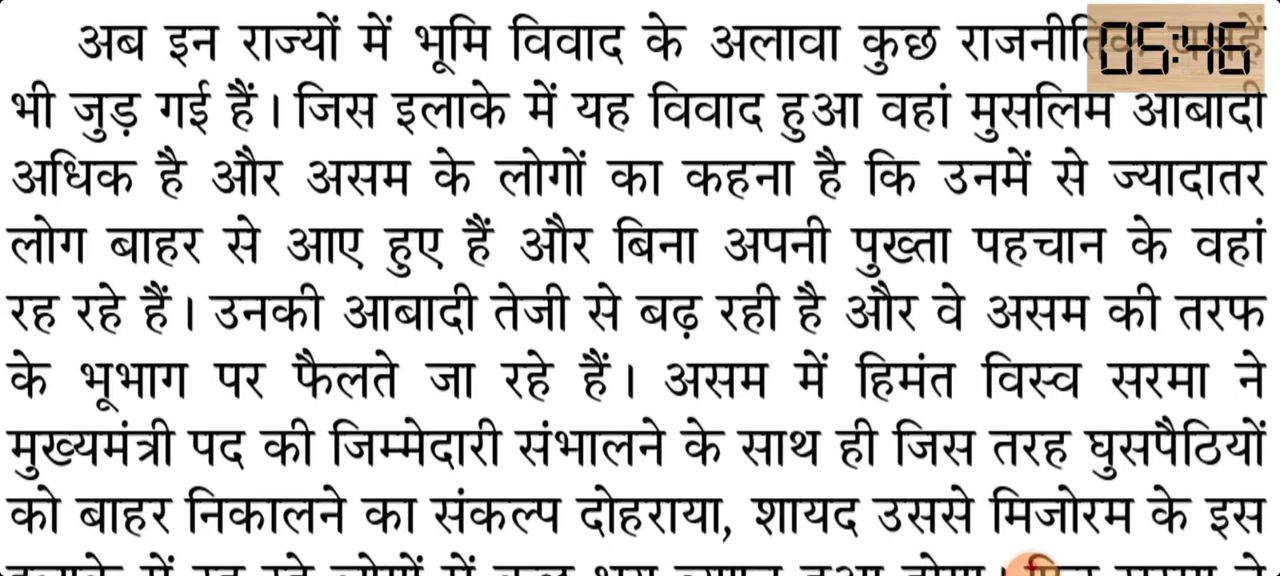 अब इन राज्यों में भूमि विवाद के अलावा कुछ 05:46
भी जुड़ गई हैं। जिस इलाके में यह विवाद हुआ वहां मुसलिम आबादी
अधिक है और असम के लोगों का कहना है कि उनमें से ज्यादातर
लोग बाहर से आए हुए हैं और बिना अपनी पुख्ता पहचान के वहां
रह रहे हैं। उनकी आबादी तेजी से बढ़ रही है और वे असम की तरफ
के भूभाग पर फैलते जा रहे हैं। असम में हिमंत विस्व सरमा ने
मुख्यमंत्री पद की जिम्मेदारी संभालने के साथ ही जिस तरह घुसपैठियों
को बाहर निकालने का संकल्प दोहराया, शायद उससे मिजोरम के इस